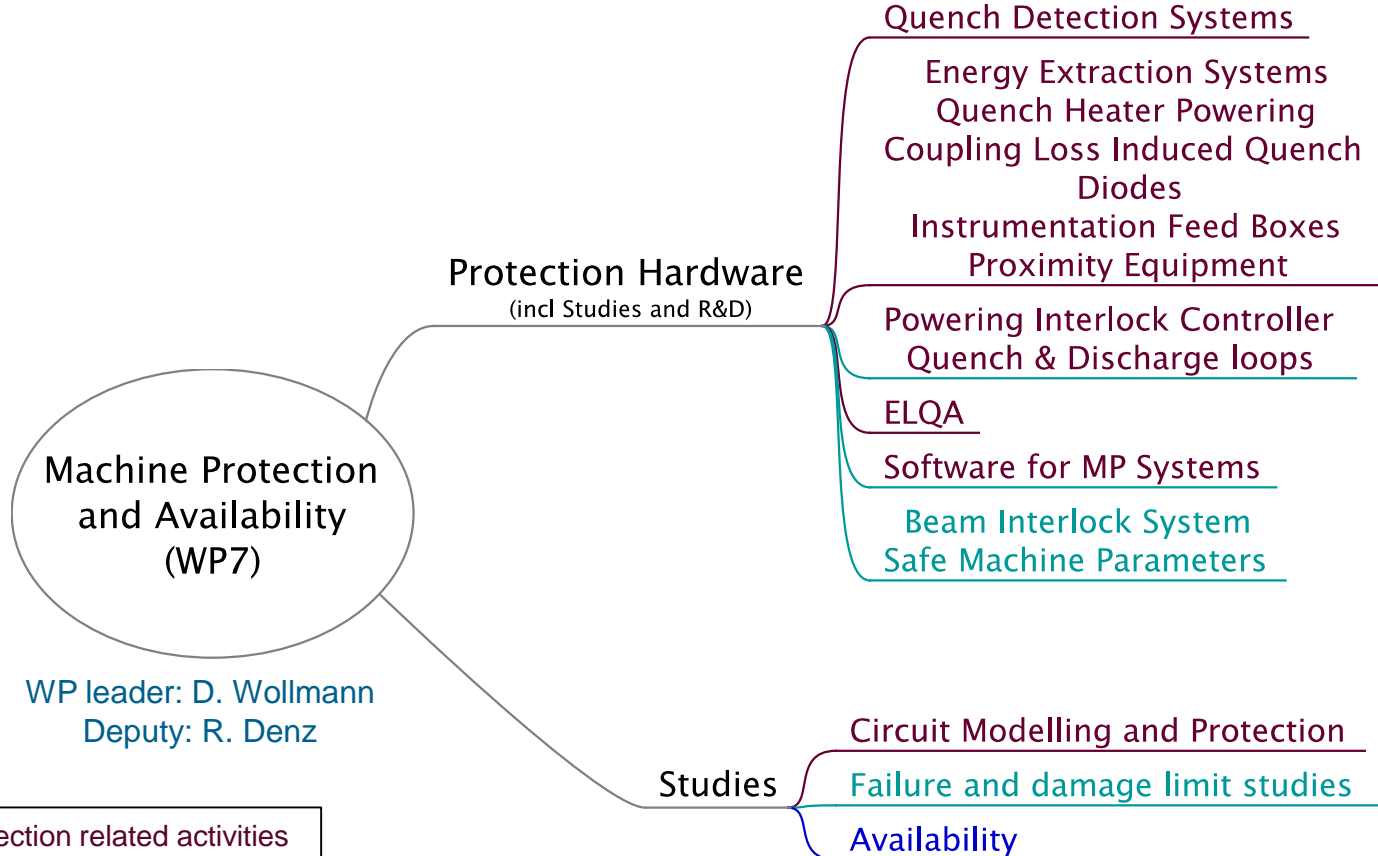 Quench Detection Systems
Energy Extraction Systems
Quench Heater Powering
Coupling Loss Induced Quench
Diodes
Instrumentation Feed Boxes
Proximity Equipment
Protection Hardware
(incl Studies and R&D)
Powering Interlock Controller
Quench & Discharge loops
ELQA
Software for MP Systems
Beam Interlock System
Safe Machine Parameters
Machine Protection
and Availability
(WP7)
WP leader: D. Wollmann
Deputy: R. Denz
Studies
Circuit Modelling and Protection
Failure and damage limit studies
Availability
related activities